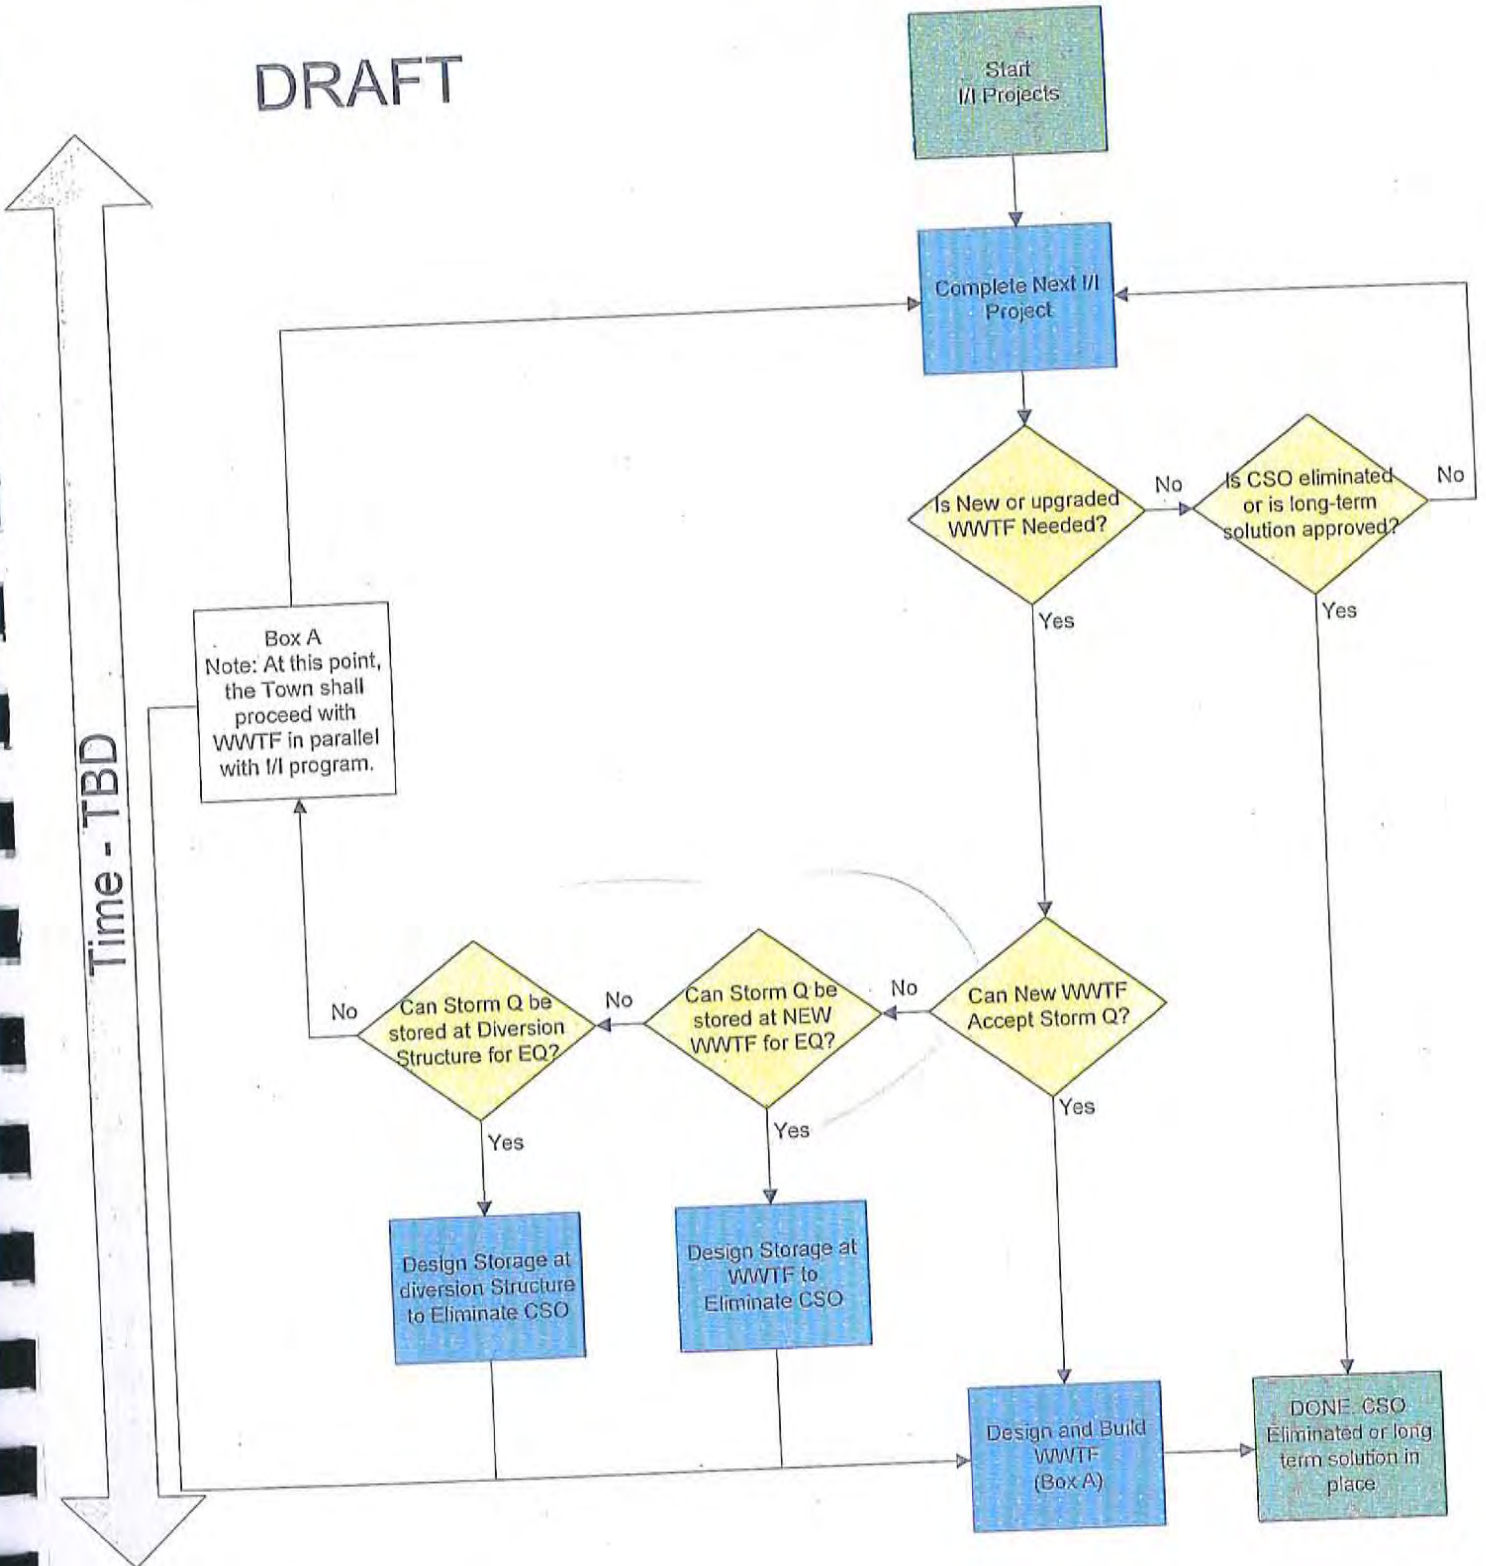 DRAFT
Start
I/I Projects
Complete Next I/I
Project
Is New or upgraded
WWTF Needed?
No
Is CSO eliminated
or is long-term
solution approved?
No
Yes
Yes
Box A
Note: At this point,
the Town shall
proceed with
WWTF in parallel
with I/I program.
Time - TBD
No
Can Storm Q be
stored at Diversion
Structure for EQ?
No
Can Storm Q be
stored at NEW
WWTF for EQ?
No
Can New WWTF
Accept Storm Q?
Yes
Yes
Yes
Design Storage at
diversion Structure
to Eliminate CSO
Design Storage at
WWTF to
Eliminate CSO
Design and Build
WWTF
(Box A)
DONE. CSO
Eliminated or long
term solution in
place